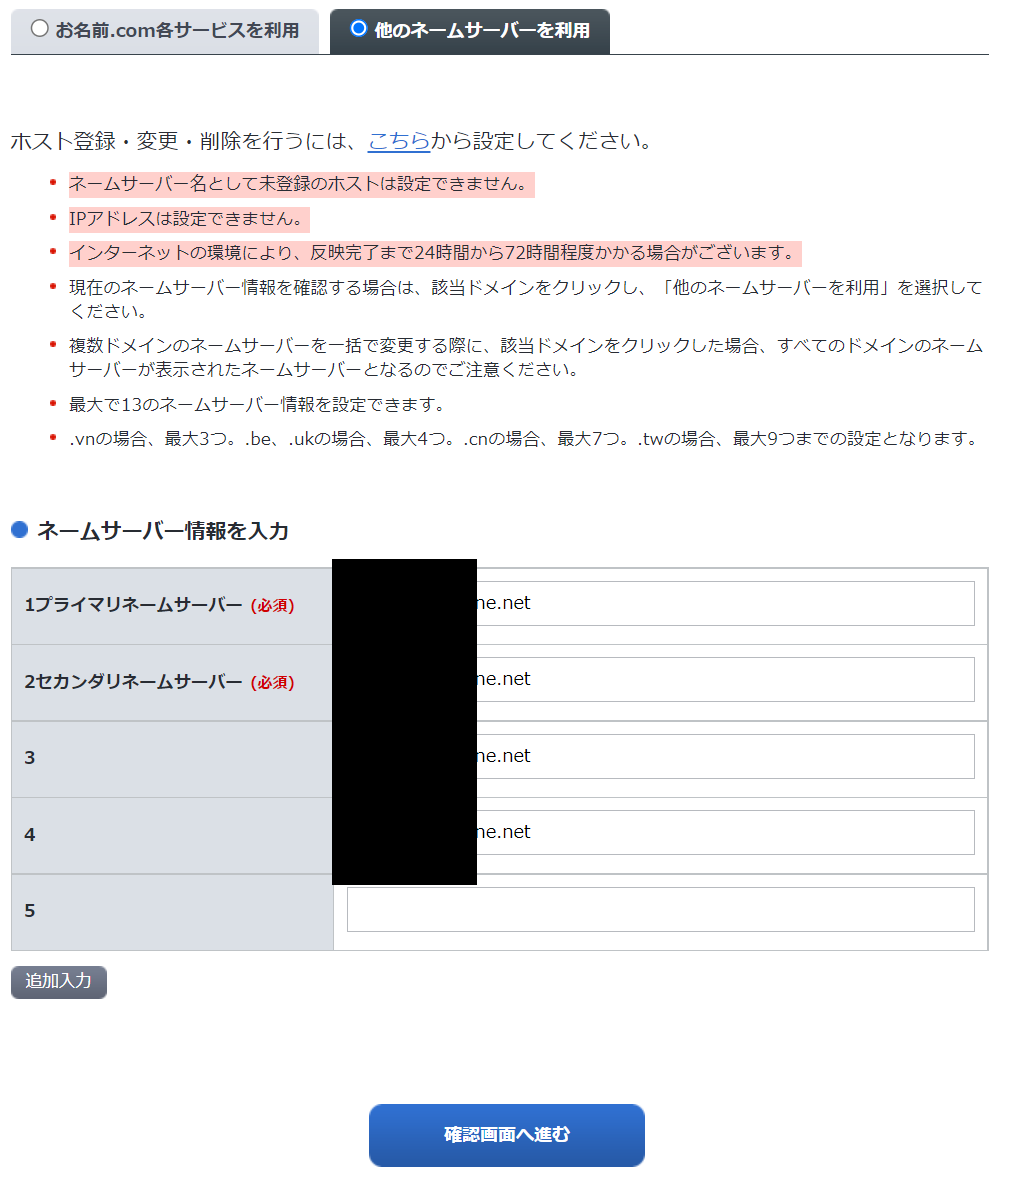 お名前.com各サービスを利用
他のネームサーバーを利用
ホスト登録・変更・削除を行うには、こちらから設定してください。
ネームサーバー名として未登録のホストは設定できません。
IPアドレスは設定できません。
インターネットの環境により、反映完了まで24時間から72時間程度かかる場合がございます。
現在のネームサーバー情報を確認する場合は、該当ドメインをクリックし、「他のネームサーバーを利用」を選択して
ください。
複数ドメインのネームサーバーを一括で変更する際に、該当ドメインをクリックした場合、すべてのドメインのネーム
サーバーが表示されたネームサーバーとなるのでご注意ください。
最大で13のネームサーバー情報を設定できます。
.vnの場合、最大3つ。.be、.ukの場合、最大4つ。.cnの場合、最大7つ。.twの場合、最大9つまでの設定となります。
ネームサーバー情報を入力
1プライマリネームサーバー (必須)
ne.net
2セカンダリネームサーバー (必須)
ne.net
3
ne.net
4
ne.net
5
追加入力
確認画面へ進む